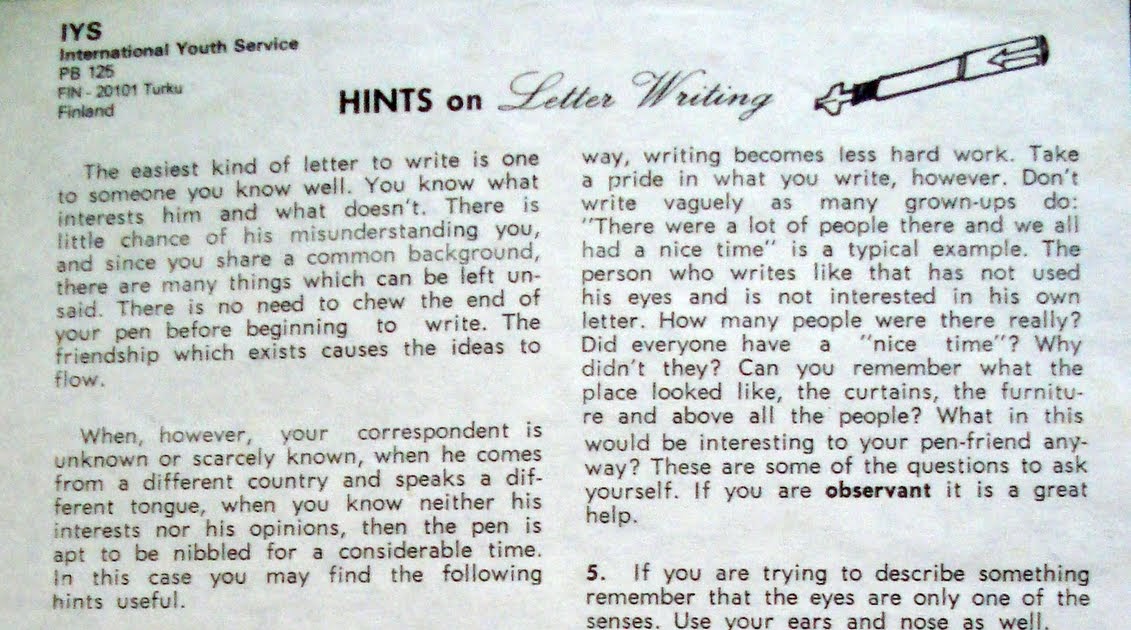 IYS
International Youth Service
PB 125
FIN - 20101 Turku
Finland
HINTS on Letter Writing
The easiest kind of letter to write is one
to someone you know well. You know what
interests him and what doesn't. There is
little chance of his misunderstanding you,
and since you share a common background,
there are many things which can be left un-
said. There is no need to chew the end of
your pen before beginning to write. The
friendship which exists causes the ideas to
flow.
When, however, your correspondent is
unknown or scarcely known, when he comes
from a different country and speaks a dif-
ferent tongue, when you know neither his
interests nor his opinions, then the pen is
apt to be nibbled for a considerable time.
In this case you may find the following
hints useful.
way, writing becomes less hard work. Take
a pride in what you write, however. Don't
write vaguely as many grown-ups do:
"There were a lot of people there and we all
had a nice time" is a typical example. The
person who writes like that has not used
his eyes and is not interested in his own
letter. How many people were there really?
Did everyone have a "nice time"? Why
didn't they? Can you remember what the
place looked like, the curtains, the furnitu-
re and above all the people? What in this
would be interesting to your pen-friend any-
way? These are some of the questions to ask
yourself. If you are observant it is a great
help.
5. If you are trying to describe something
remember that the eyes are only one of the
senses. Use your ears and nose as well.